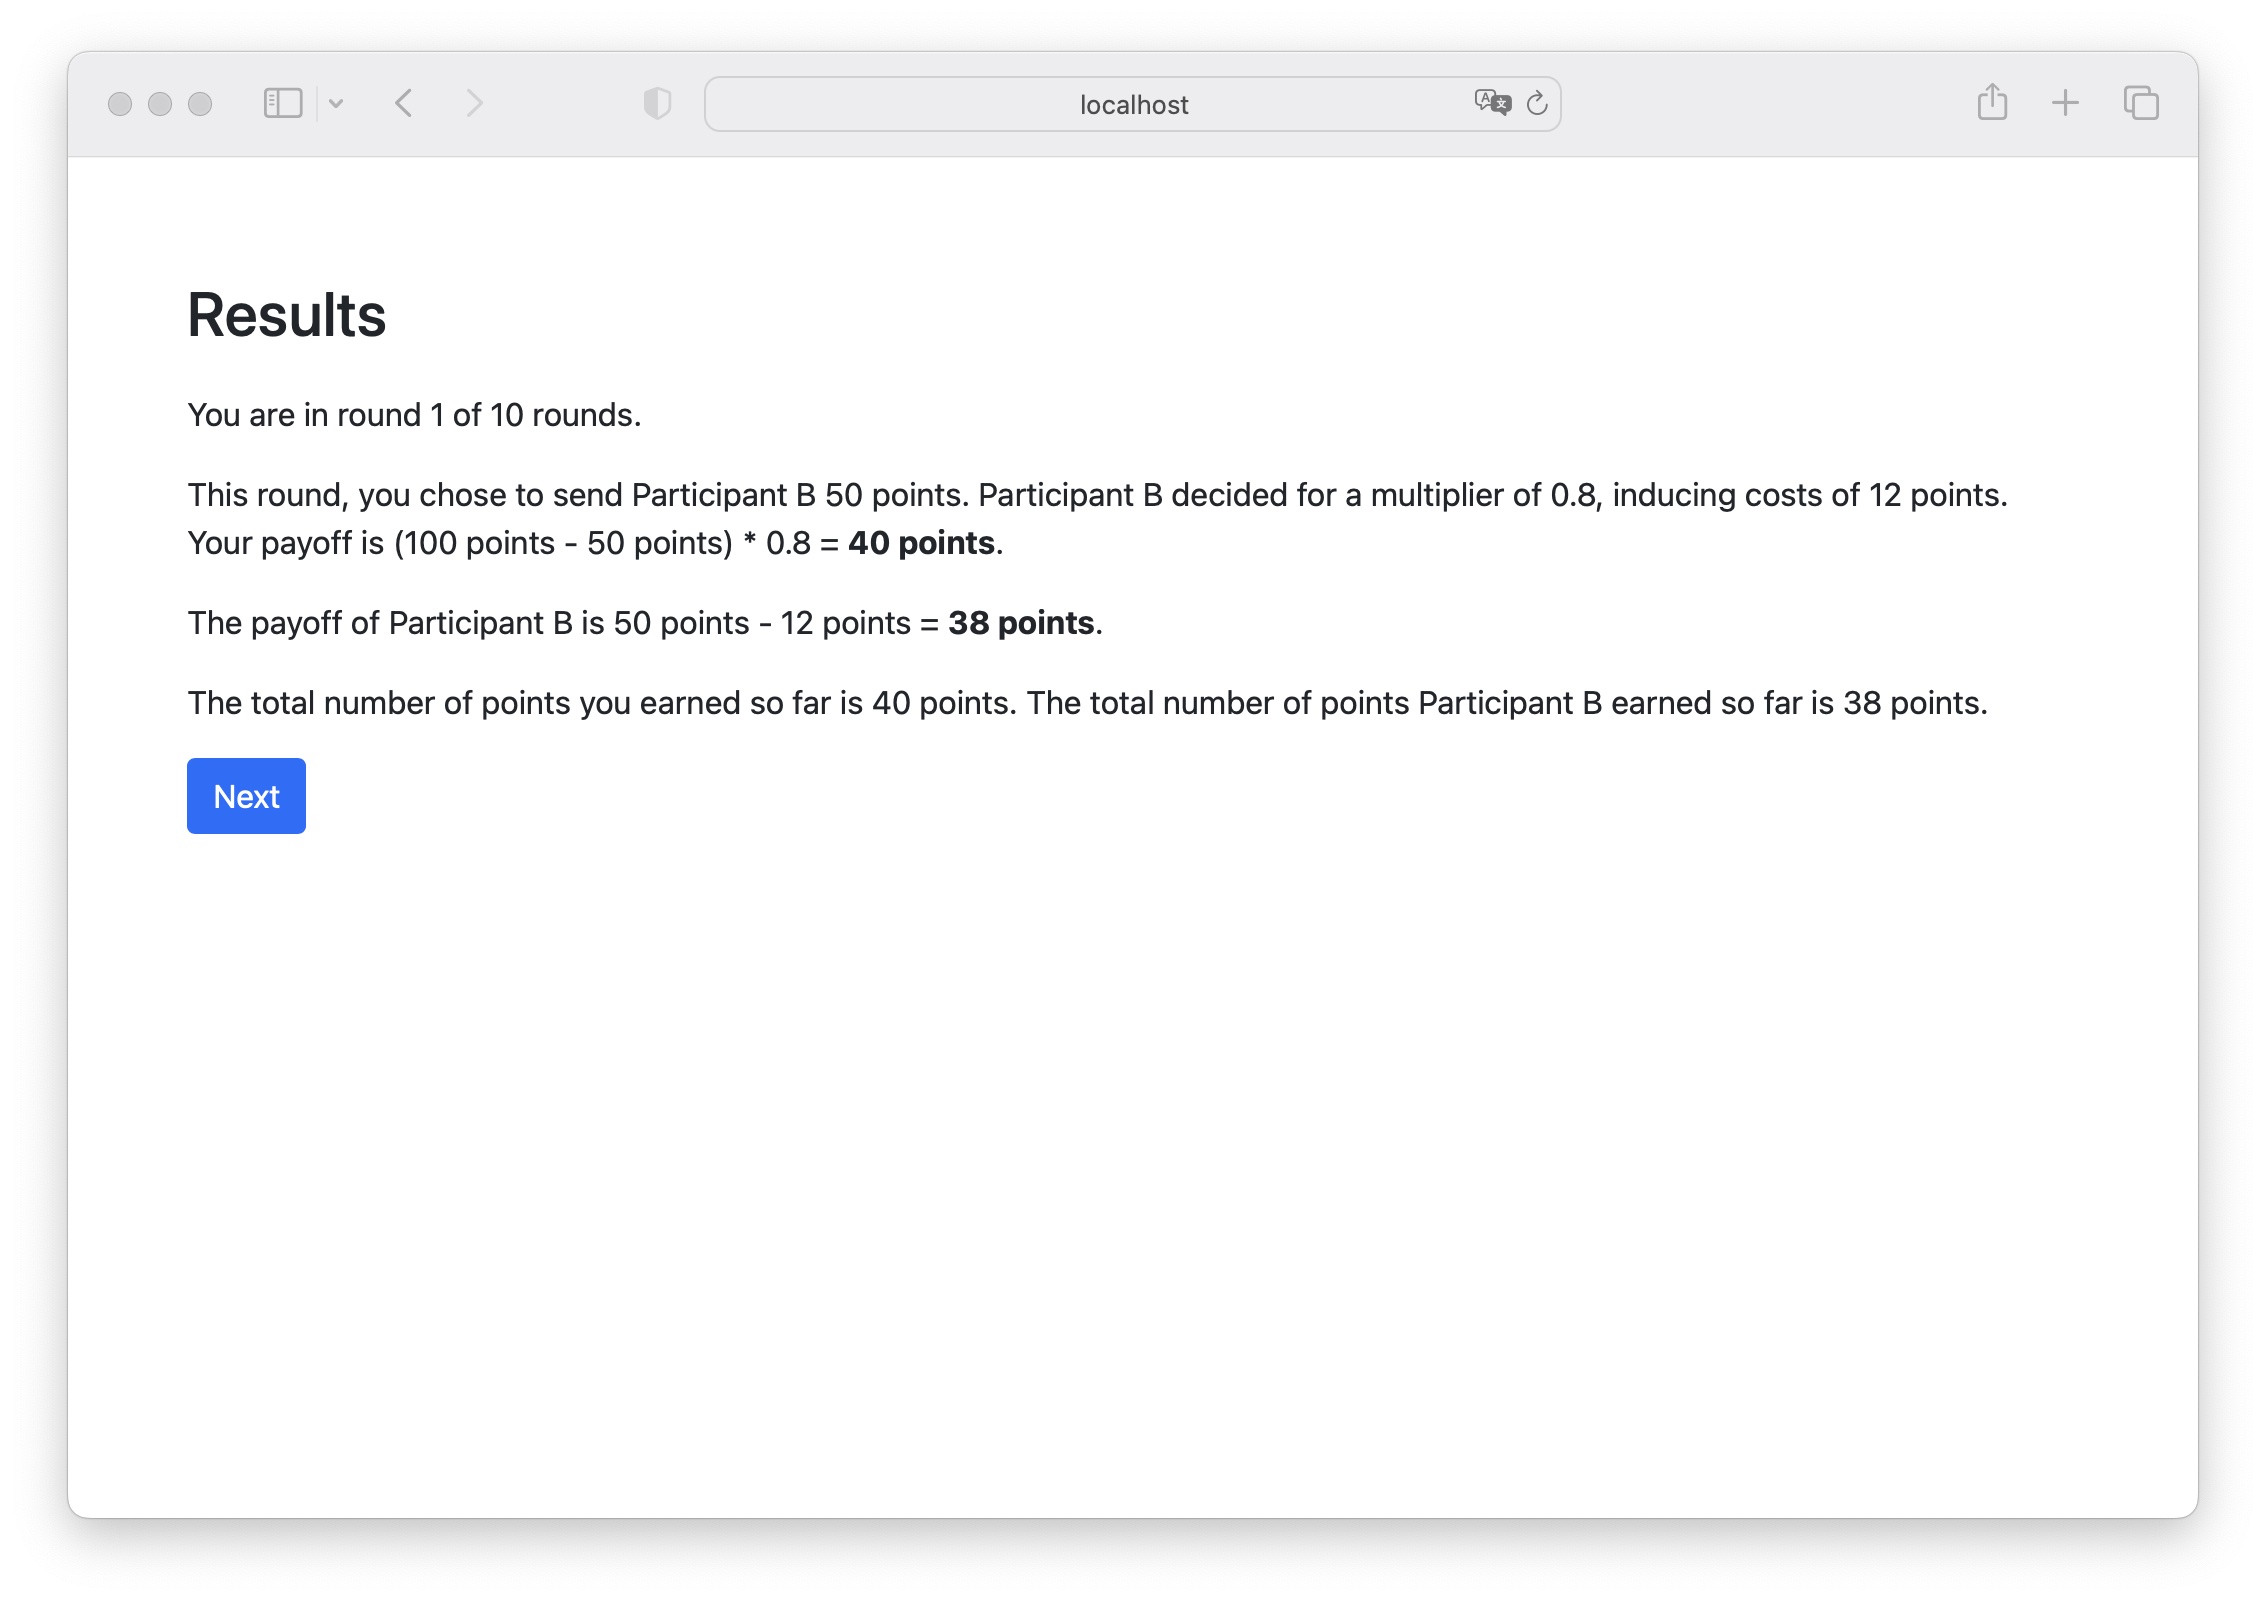 localhost
Results
You are in round 1 of 10 rounds.
This round, you chose to send Participant B 50 points. Participant B decided for a multiplier of 0.8, inducing costs of 12 points.
Your payoff is (100 points - 50 points) * 0.8 = 40 points.
The payoff of Participant B is 50 points - 12 points = 38 points.
The total number of points you earned so far is 40 points. The total number of points Participant B earned so far is 38 points.
Next